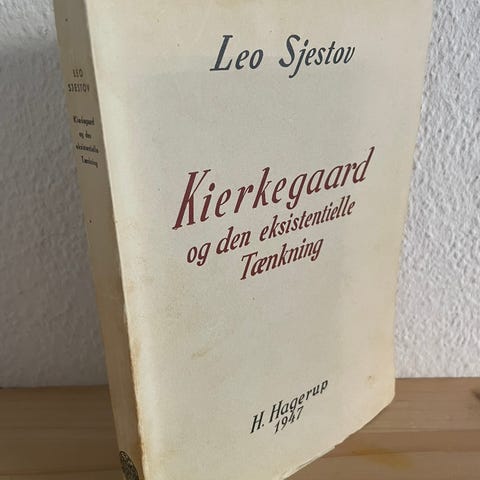 Leo Sjestov
Kierkegaard
og den eksistentielle
Tænkning
H. Hagerup
1947
LEO
SJESTOV
Kierkegaard
og den
eksistentielle
Tænkning